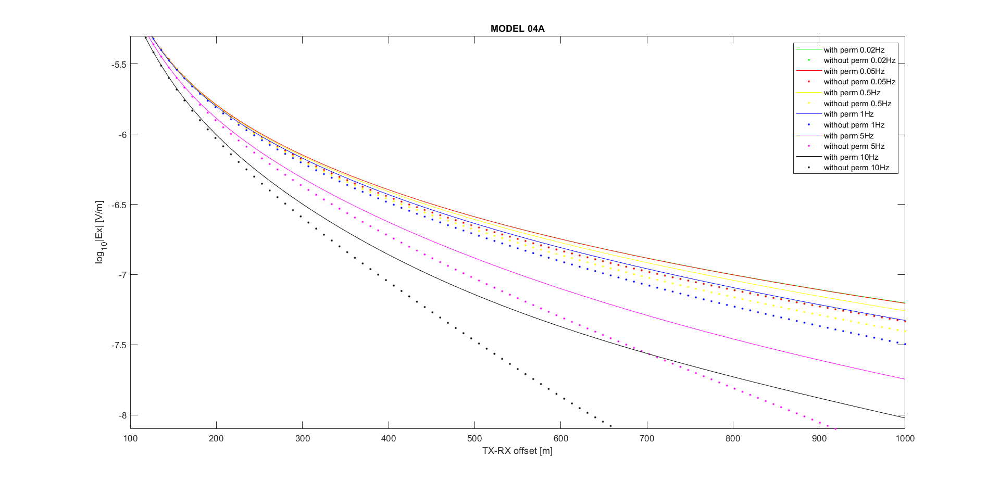 MODEL 04A
with perm 0.02Hz
without perm 0.02Hz
with perm 0.05Hz
without perm 0.05Hz
with perm 0.5Hz
without perm 0.5Hz
with perm 1Hz
without perm 1Hz
with perm 5Hz
without perm 5Hz
with perm 10Hz
without perm 10Hz
-5.5
-6
-6.5
-7
-7.5
-8
log10|Ex| [V/m]
100 200 300 400 500 600 700 800 900 1000
TX-RX offset [m]